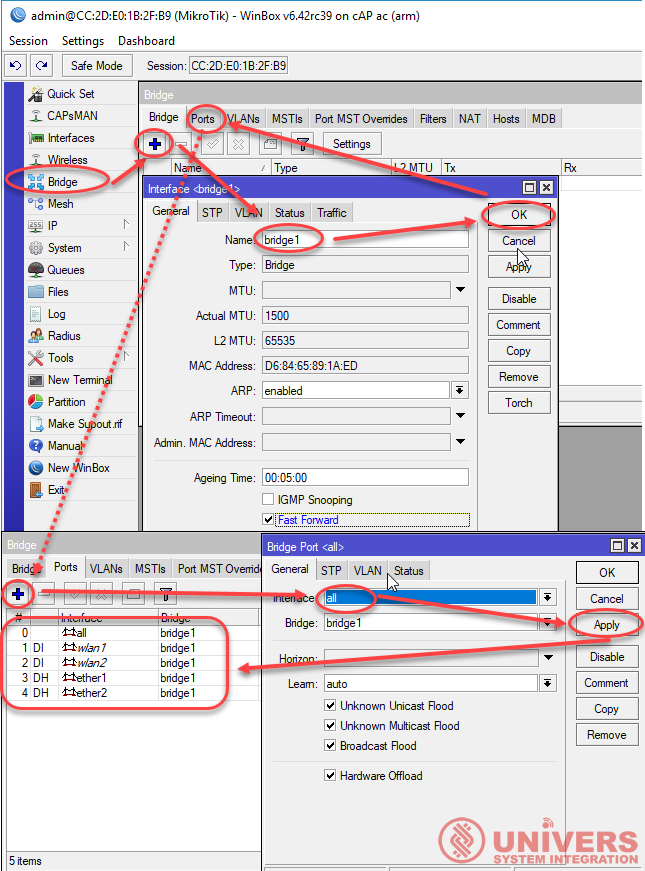 admin@CC:2D:E0:1B:2F:B9 (MikroTik) - WinBox v6.42rc39 on cAP ac (arm)
Session Settings Dashboard
Safe Mode Session: CC:2D:E0:1B:2F:B9
Quick Set
CAPsMAN
Interfaces
Wireless
Bridge
Mesh
IP
System
Queues
Files
Log
Radius
Tools
New Terminal
Partition
Make Supout.rif
Manual
New WinBox
Exit
Bridge
Bridge Ports VLANs MSTIs Port MST Overrides Filters NAT Hosts MDB
Settings
Name Type L2 MTU Tx Rx
Interface <bridge1>
General STP VLAN Status Traffic
Name: bridge1
Type: Bridge
MTU:
Actual MTU: 1500
L2 MTU: 65535
MAC Address: D6:84:65:89:1A:ED
ARP: enabled
ARP Timeout:
Admin. MAC Address:
Ageing Time: 00:05:00
IGMP Snooping
Fast Forward
OK
Cancel
Apply
Disable
Comment
Copy
Remove
Torch
Bridge
Bridge Ports VLANs MSTIs Port MST Override
# Interface Bridge
0 all bridge1
1 DI wlan1 bridge1
2 DI wlan2 bridge1
3 DH ether1 bridge1
4 DH ether2 bridge1
5 items
Bridge Port <all>
General STP VLAN Status
Interface: all
Bridge: bridge1
Horizon:
Learn: auto
Unknown Unicast Flood
Unknown Multicast Flood
Broadcast Flood
Hardware Offload
OK
Cancel
Apply
Disable
Comment
Copy
Remove
UNIVERS
SYSTEM INTEGRATION